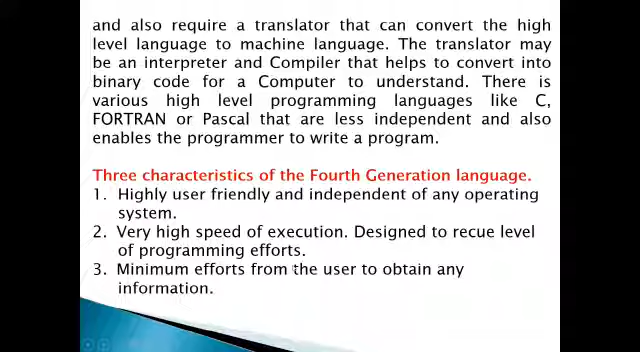 and also require a translator that can convert the high
level language to machine language. The translator may
be an interpreter and Compiler that helps to convert into
binary code for a Computer to understand. There is
various high level programming languages like C,
FORTRAN or Pascal that are less independent and also
enables the programmer to write a program.
Three characteristics of the Fourth Generation language.
1. Highly user friendly and independent of any operating
system.
2. Very high speed of execution. Designed to recue level
of programming efforts.
3. Minimum efforts from the user to obtain any
information.